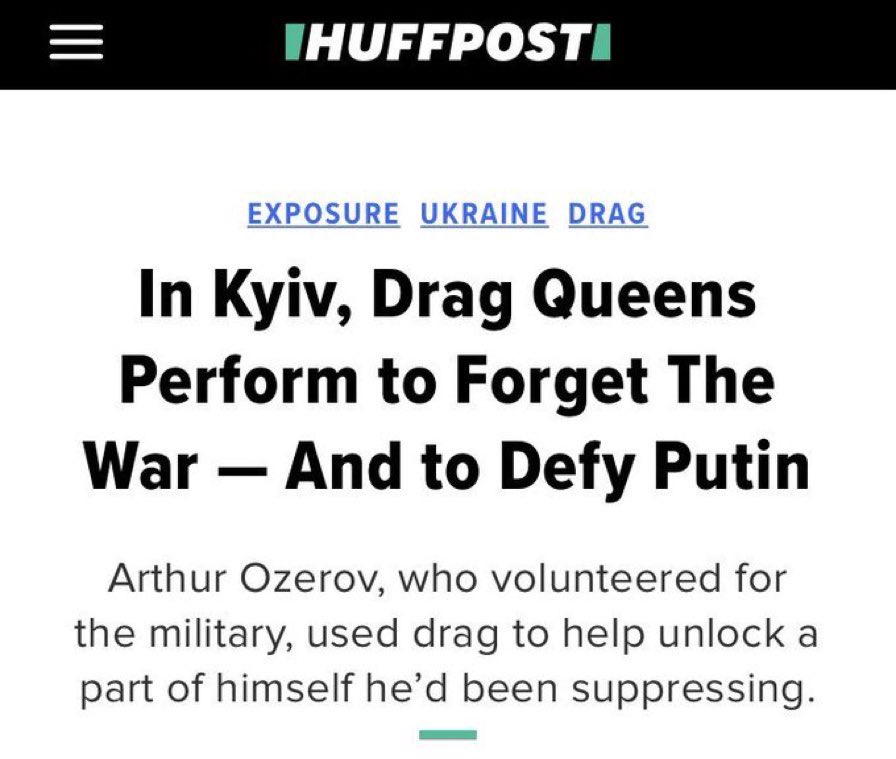 HUFFPOST
EXPOSURE UKRAINE DRAG
In Kyiv, Drag Queens
Perform to Forget The
War — And to Defy Putin
Arthur Ozerov, who volunteered for
the military, used drag to help unlock a
part of himself he’d been suppressing.